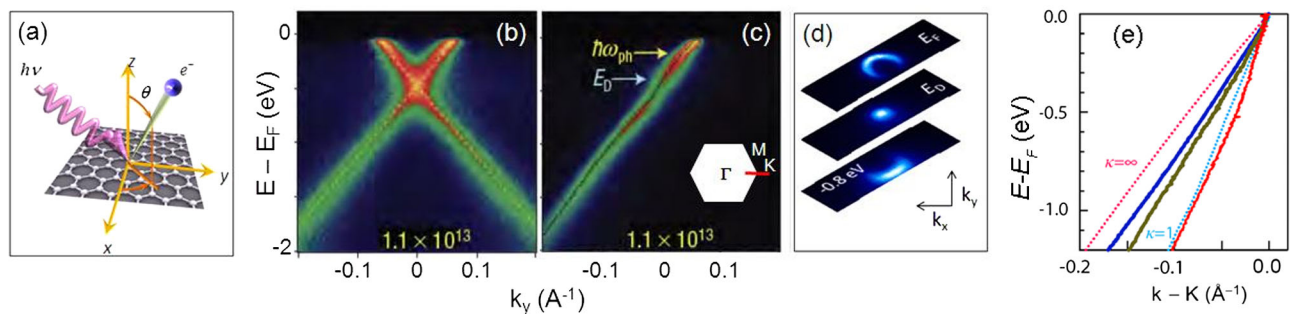 (a)
z
hν
e⁻
θ
y
x
(b)
(c)
E − E_F (eV)
0
-2
ħω_ph
E_D
M
K
Γ
1.1 × 10¹³
1.1 × 10¹³
-0.1
0
0.1
-0.1
0
0.1
k_y (A⁻¹)
(d)
E_F
E_D
-0.8 eV
k_y
k_x
(e)
E-E_F (eV)
0.0
-0.5
-1.0
κ=∞
κ=1
-0.2
-0.1
0.0
k − K (Å⁻¹)